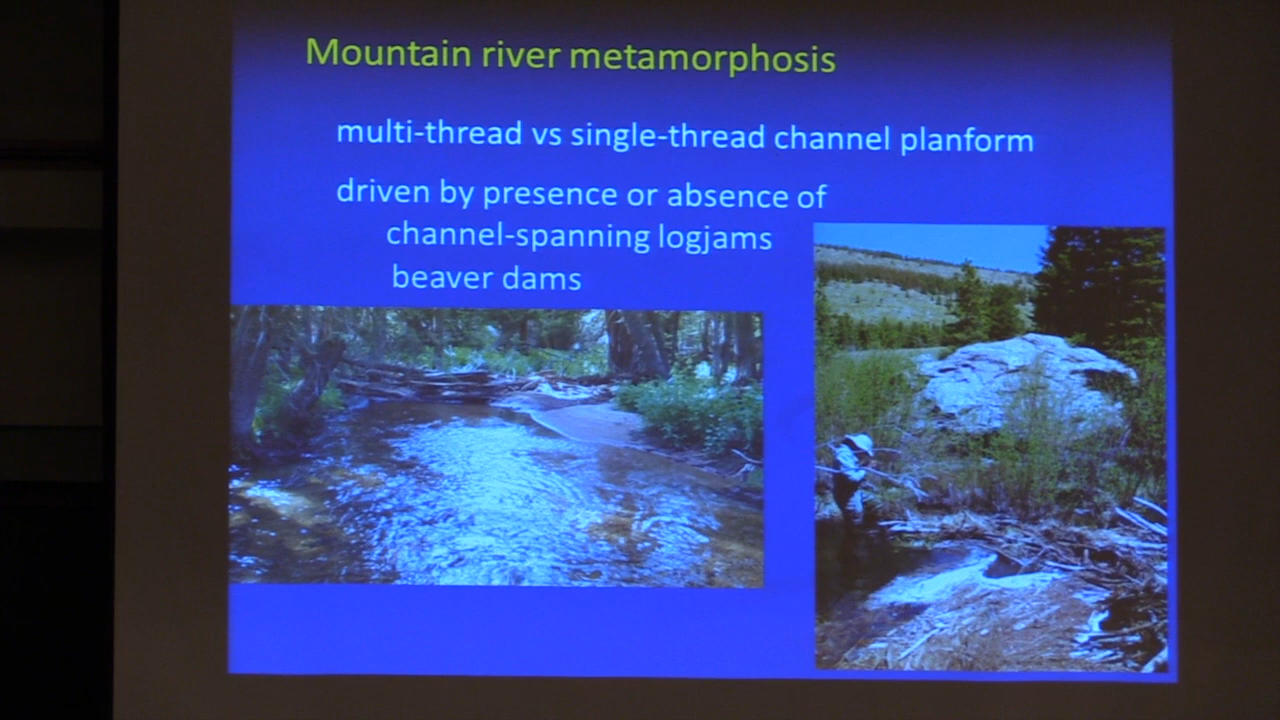 Mountain river metamorphosis
multi-thread vs single-thread channel planform
driven by presence or absence of
channel-spanning logjams
beaver dams